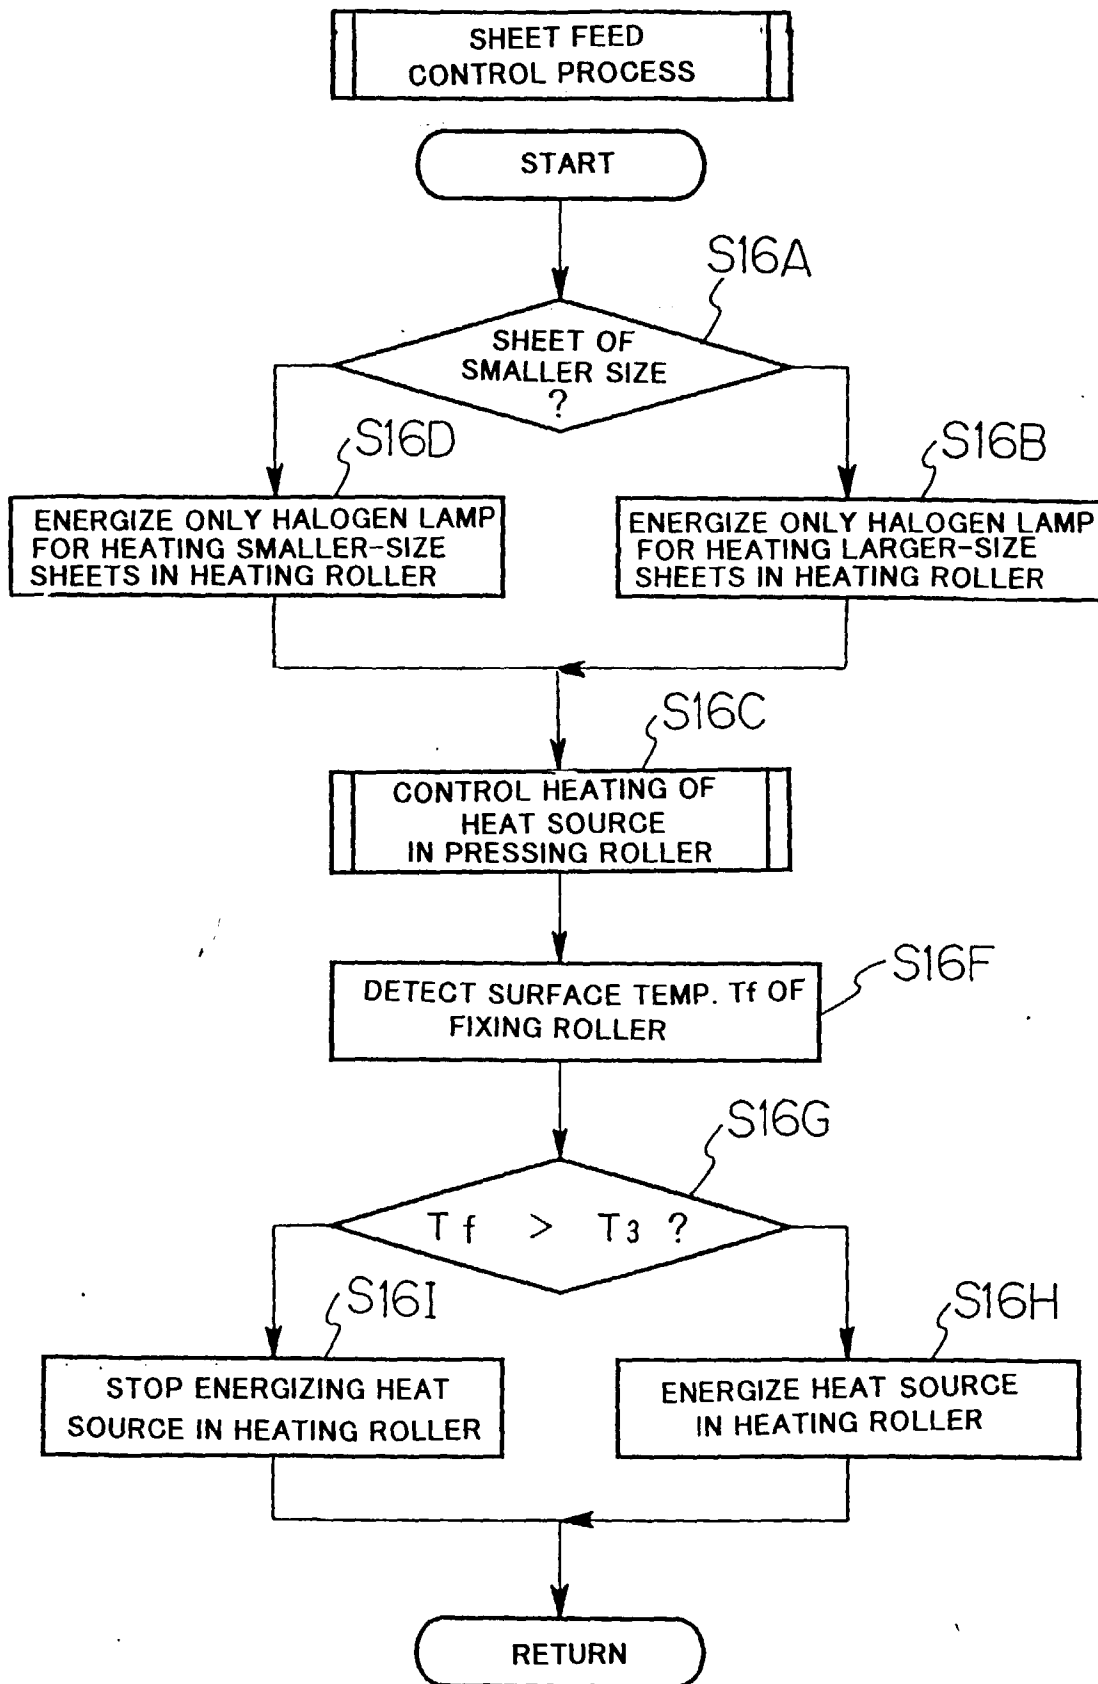 SHEET FEED
CONTROL PROCESS
START
S16A
SHEET OF
SMALLER SIZE
?
S16D
S16B
ENERGIZE ONLY HALOGEN LAMP
FOR HEATING SMALLER-SIZE
SHEETS IN HEATING ROLLER
ENERGIZE ONLY HALOGEN LAMP
FOR HEATING LARGER-SIZE
SHEETS IN HEATING ROLLER
S16C
CONTROL HEATING OF
HEAT SOURCE
IN PRESSING ROLLER
S16F
DETECT SURFACE TEMP. Tf OF
FIXING ROLLER
S16G
Tf > T3 ?
S16I
S16H
STOP ENERGIZING HEAT
SOURCE IN HEATING ROLLER
ENERGIZE HEAT SOURCE
IN HEATING ROLLER
RETURN